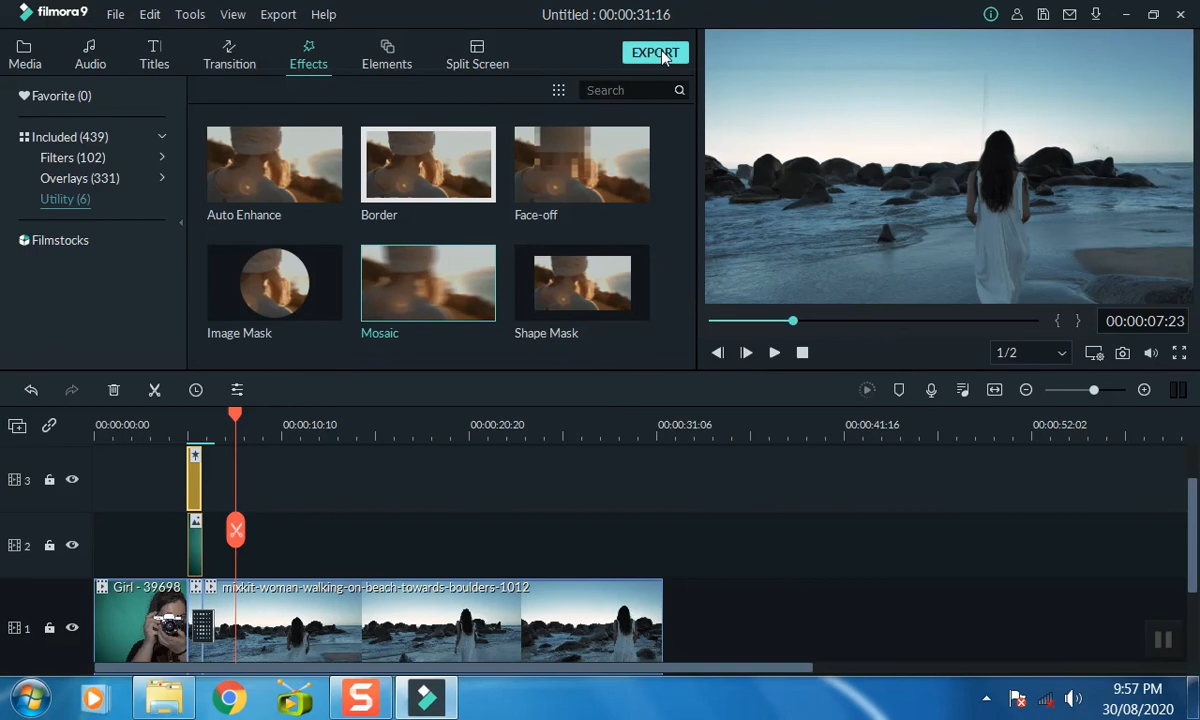 filmora9 File Edit Tools View Export Help Untitled : 00:00:31:16
Media Audio Titles Transition Effects Elements Split Screen EXPORT
Favorite (0)
Search
Included (439)
Filters (102)
Overlays (331)
Utility (6)
Filmstocks
Auto Enhance Border Face-off
Image Mask Mosaic Shape Mask
00:00:07:23
1/2
00:00:00:00 00:00:10:10 00:00:20:20 00:00:31:06 00:00:41:16 00:00:52:02
3
2
Girl - 39698 mixkit-woman-walking-on-beach-towards-boulders-1012
1
9:57 PM
30/08/2020